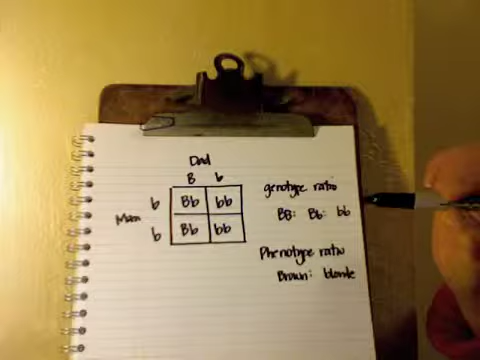 Dad
B b
b Bb bb
Mom
b Bb bb
genotype ratio
BB: Bb: bb
Phenotype ratio
Brown: blonde